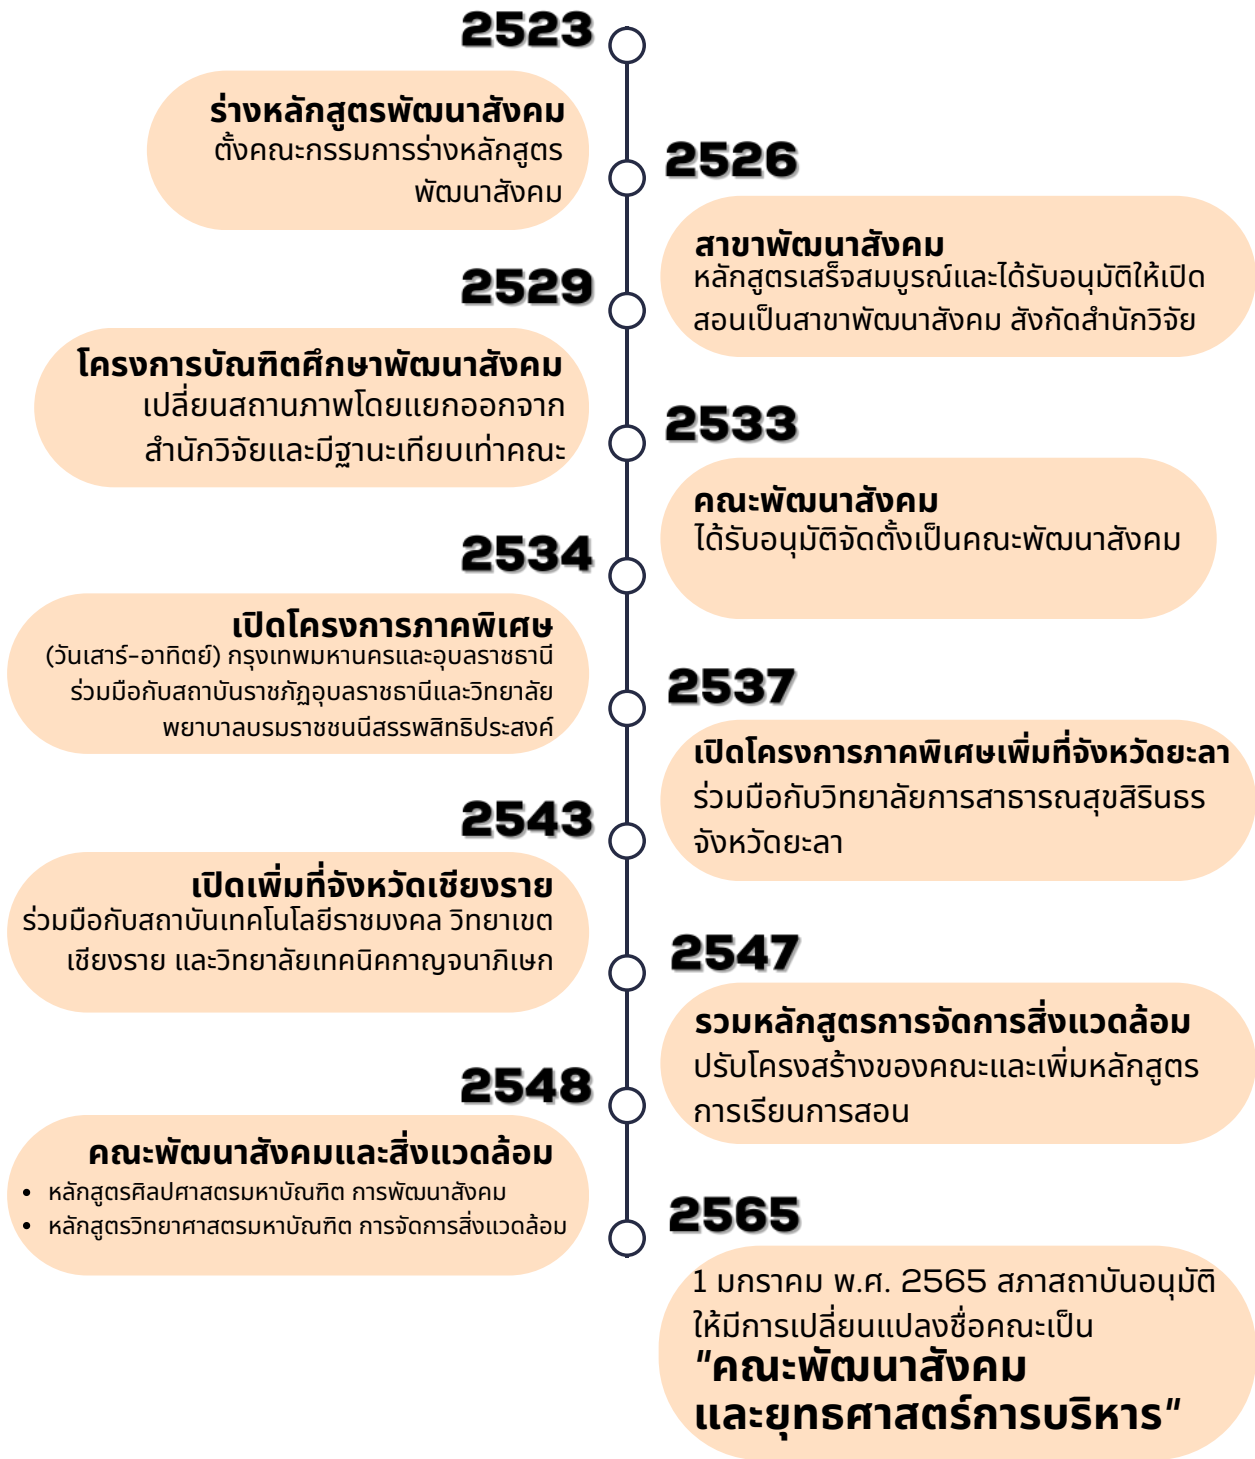 2523
ร่างหลักสูตรพัฒนาสังคม
ตั้งคณะกรรมการร่างหลักสูตร
พัฒนาสังคม
2526
สาขาพัฒนาสังคม
หลักสูตรเสร็จสมบูรณ์และได้รับอนุมัติให้เปิด
สอนเป็นสาขาพัฒนาสังคม สังกัดสำนักวิจัย
2529
โครงการบัณฑิตศึกษาพัฒนาสังคม
เปลี่ยนสถานภาพโดยแยกออกจาก
สำนักวิจัยและมีฐานะเทียบเท่าคณะ
2533
คณะพัฒนาสังคม
ได้รับอนุมัติจัดตั้งเป็นคณะพัฒนาสังคม
2534
เปิดโครงการภาคพิเศษ
(วันเสาร์-อาทิตย์) กรุงเทพมหานครและอุบลราชธานี
ร่วมมือกับสถาบันราชภัฏอุบลราชธานีและวิทยาลัย
พยาบาลบรมราชชนนีสรรพสิทธิประสงค์
2537
เปิดโครงการภาคพิเศษเพิ่มที่จังหวัดยะลา
ร่วมมือกับวิทยาลัยการสาธารณสุขสิรินธร
จังหวัดยะลา
2543
เปิดเพิ่มที่จังหวัดเชียงราย
ร่วมมือกับสถาบันเทคโนโลยีราชมงคล วิทยาเขต
เชียงราย และวิทยาลัยเทคนิคกาญจนาภิเษก
2547
รวมหลักสูตรการจัดการสิ่งแวดล้อม
ปรับโครงสร้างของคณะและเพิ่มหลักสูตร
การเรียนการสอน
2548
คณะพัฒนาสังคมและสิ่งแวดล้อม
• หลักสูตรศิลปศาสตรมหาบัณฑิต การพัฒนาสังคม
• หลักสูตรวิทยาศาสตรมหาบัณฑิต การจัดการสิ่งแวดล้อม
2565
1 มกราคม พ.ศ. 2565 สภาสถาบันอนุมัติ
ให้มีการเปลี่ยนแปลงชื่อคณะเป็น
"คณะพัฒนาสังคม
และยุทธศาสตร์การบริหาร"